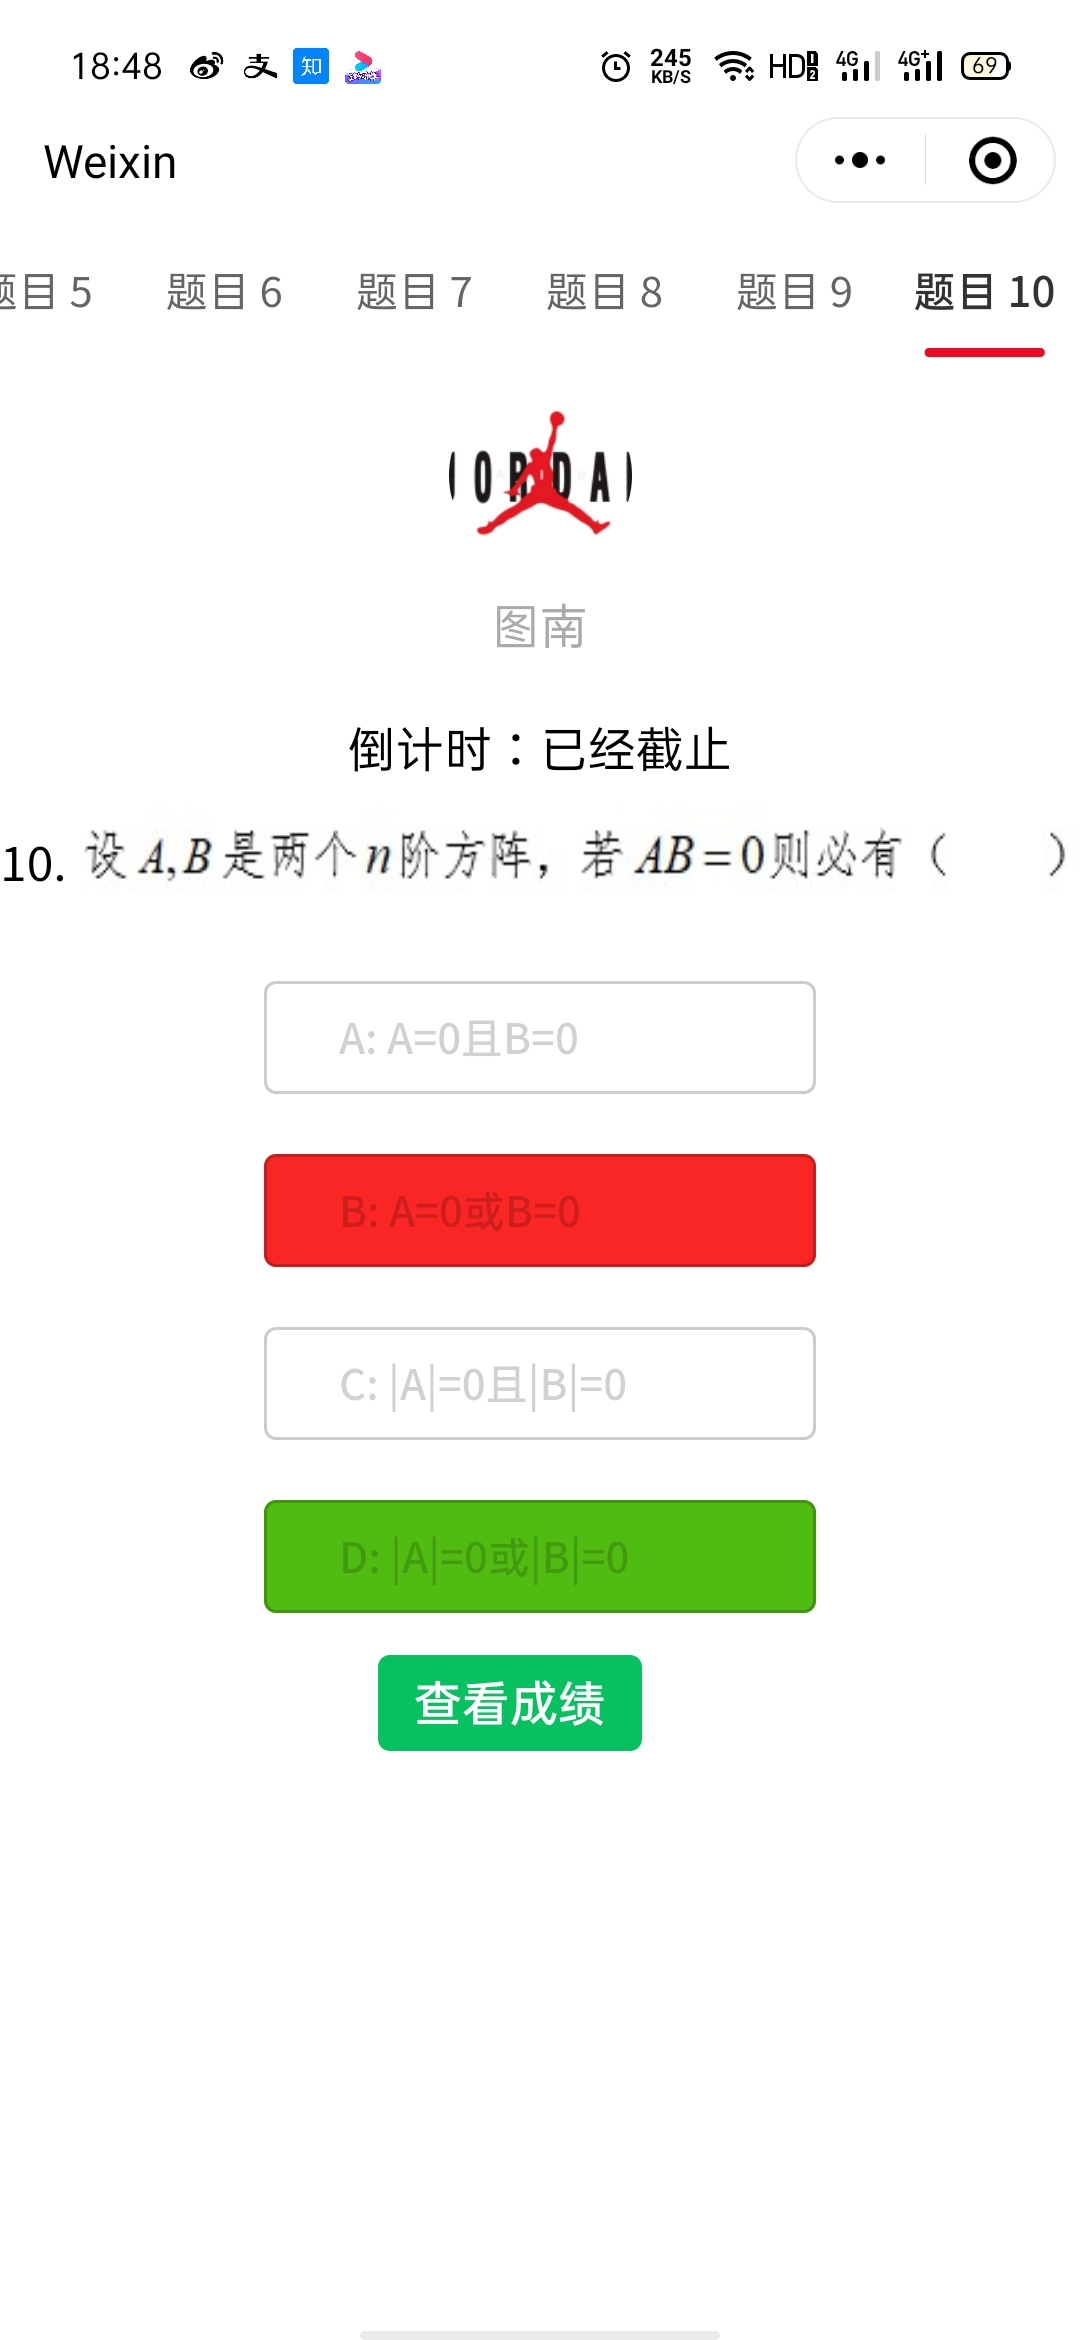 18:48 知 245 KB/S HD 1 2 4G 4G+ 69
Weixin
题目 5 题目 6 题目 7 题目 8 题目 9 题目 10
ORDA
图南
倒计时：已经截止
10. 设 A,B 是两个 n 阶方阵，若 AB=0则必有（ ）
A: A=0且B=0
B: A=0或B=0
C: |A|=0且|B|=0
D: |A|=0或|B|=0
查看成绩